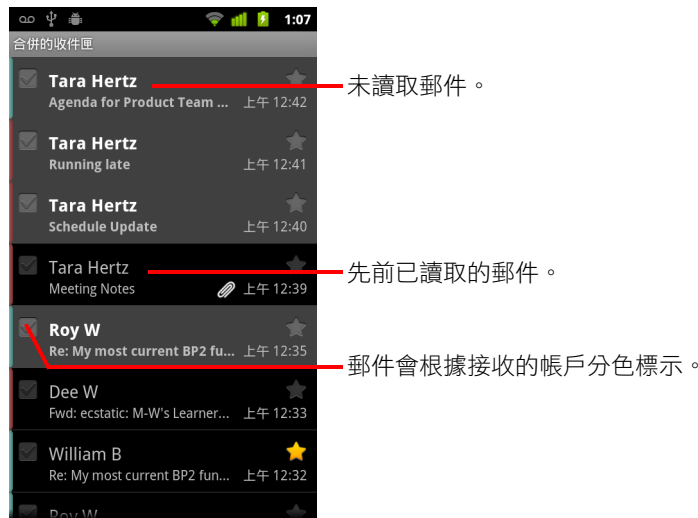 1:07
合併的收件匣
Tara Hertz
Agenda for Product Team ... 上午 12:42
未讀取郵件。
Tara Hertz
Running late 上午 12:41
Tara Hertz
Schedule Update 上午 12:40
Tara Hertz
Meeting Notes 上午 12:39
先前已讀取的郵件。
Roy W
Re: My most current BP2 fu... 上午 12:35
郵件會根據接收的帳戶分色標示。
Dee W
Fwd: ecstatic: M-W's Learner... 上午 12:33
William B
Re: My most current BP2 fun... 上午 12:32
Roy W